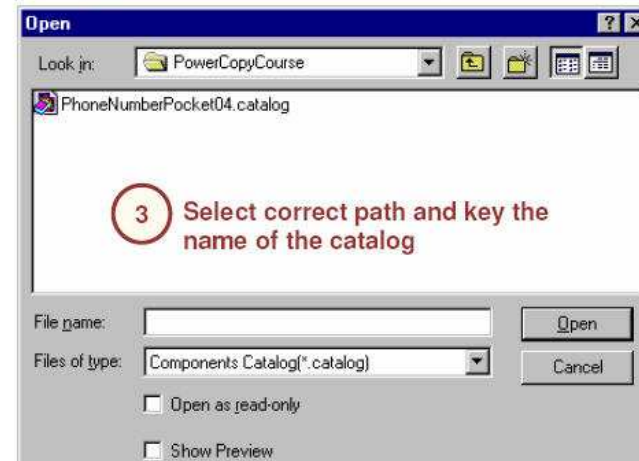 Open
Look in: PowerCopyCourse
PhoneNumberPocket04.catalog
3 Select correct path and key the
name of the catalog
File name: Open
Files of type: Components Catalog(*.catalog) Cancel
Open as read-only
Show Preview